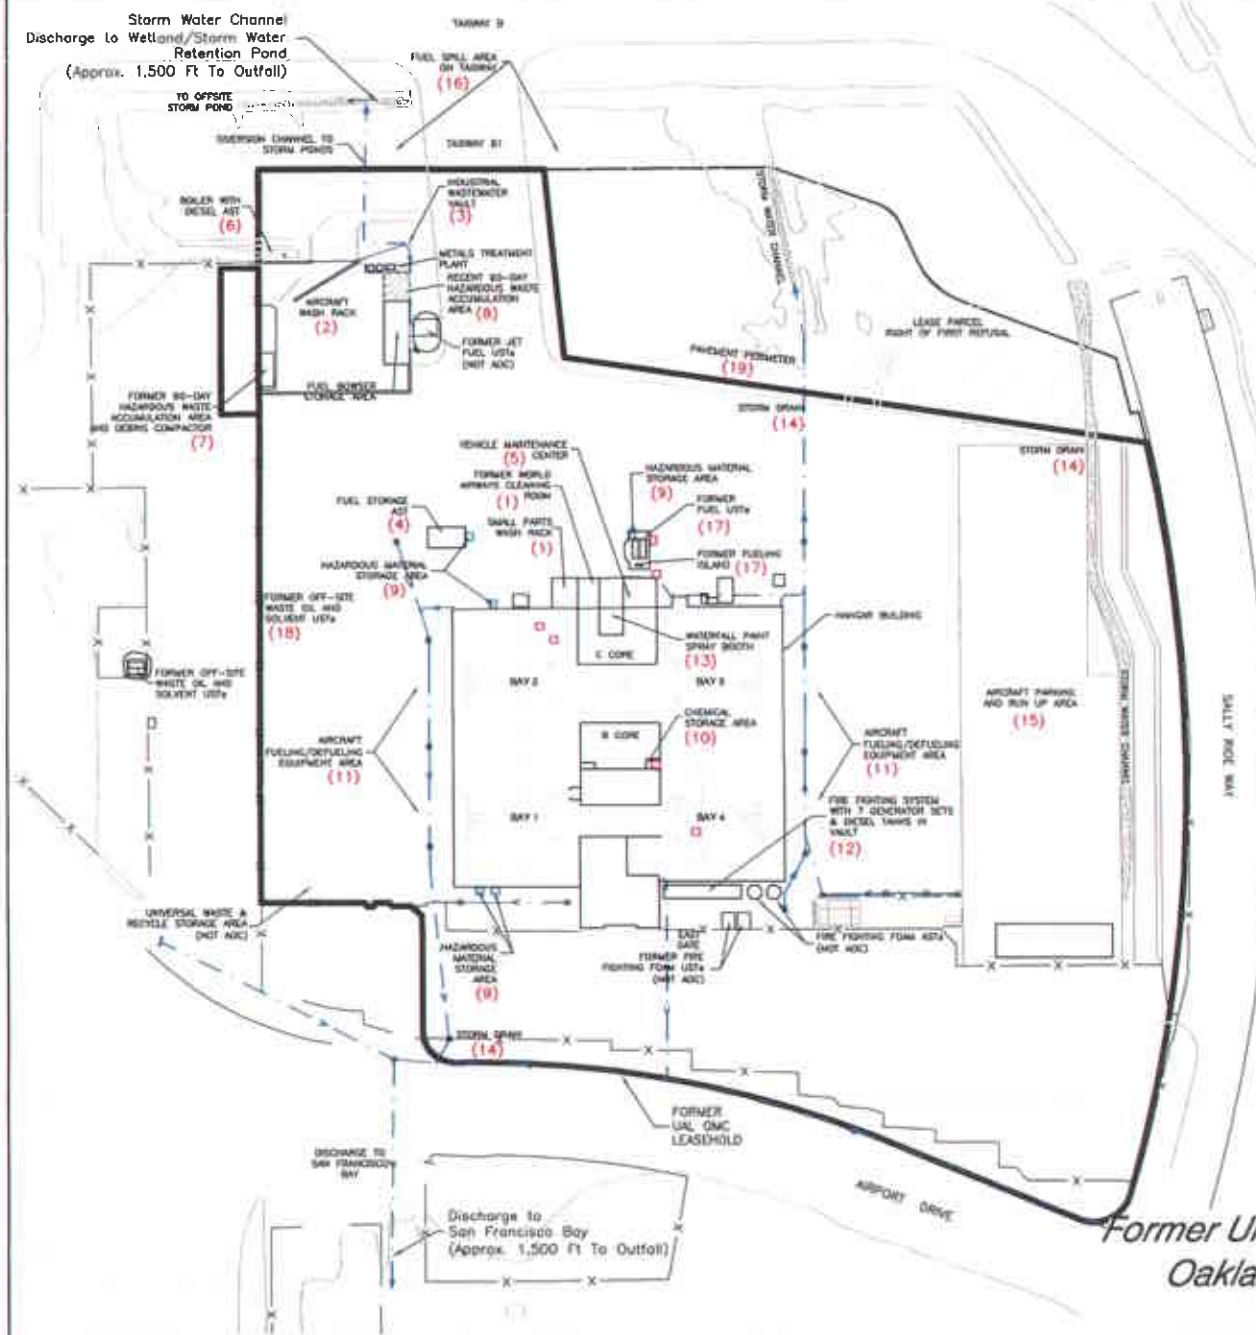 Storm Water Channel
Discharge to Wetland/Storm Water
Retention Pond
(Approx. 1,500 Ft To Outfall)
TO OFFSITE
STORM POND
TAXIWAY B
FUEL SPILL AREA
ON TAXIWAY
(16)
DIVERSION CHANNEL TO
STORM PONDS
TAXIWAY B1
BOILER WITH
DIESEL AST
(6)
INDUSTRIAL
WASTEWATER
VAULT
(3)
METALS TREATMENT
PLANT
RECENT 90-DAY
HAZARDOUS WASTE
ACCUMULATION
AREA (8)
AIRCRAFT
WASH RACK
(2)
FORMER JET
FUEL USTs
(NOT AOC)
FUEL BOWSER
STORAGE AREA
FORMER 90-DAY
HAZARDOUS WASTE
ACCUMULATION AREA
AND DEBRIS COMPACTOR
(7)
STORM WATER CHANNEL
LEASE PARCEL
RIGHT OF FIRST REFUSAL
PAVEMENT PERIMETER
(19)
STORM DRAIN
(14)
STORM DRAIN
(14)
VEHICLE MAINTENANCE
(5) CENTER
FORMER WORLD
AIRWAYS CLEANING
(1) ROOM
SMALL PARTS
WASH RACK
(1)
HAZARDOUS MATERIAL
STORAGE AREA
(9)
FORMER
FUEL USTs
(17)
FORMER FUELING
ISLAND (17)
FUEL STORAGE
AST
(4)
HAZARDOUS MATERIAL
STORAGE AREA
(9)
FORMER OFF-SITE
WASTE OIL AND
SOLVENT USTs
(18)
FORMER OFF-SITE
WASTE OIL AND
SOLVENT USTs
HANGAR BUILDING
WATERFALL PAINT
SPRAY BOOTH
(13)
C CORE
BAY 2
BAY 3
CHEMICAL
STORAGE AREA
(10)
B CORE
AIRCRAFT
FUELING/DEFUELING
EQUIPMENT AREA
(11)
AIRCRAFT
FUELING/DEFUELING
EQUIPMENT AREA
(11)
AIRCRAFT PARKING
AND RUN UP AREA
(15)
STORM WATER CHANNEL
SALLY RIDE WAY
BAY 1
BAY 4
FIRE FIGHTING SYSTEM
WITH 7 GENERATOR SETS
& DIESEL TANKS IN
VAULT
(12)
UNIVERSAL WASTE &
RECYCLE STORAGE AREA
(NOT AOC)
HAZARDOUS
MATERIAL
STORAGE
AREA
(9)
EAST
GATE
FORMER FIRE
FIGHTING FOAM USTs
(NOT AOC)
FIRE FIGHTING FOAM ASTs
(NOT AOC)
STORM DRAIN
(14)
FORMER
UAL OMC
LEASEHOLD
DISCHARGE TO
SAN FRANCISCO
BAY
Discharge to
San Francisco Bay
(Approx. 1,500 Ft To Outfall)
AIRPORT DRIVE
Former U
Oakla